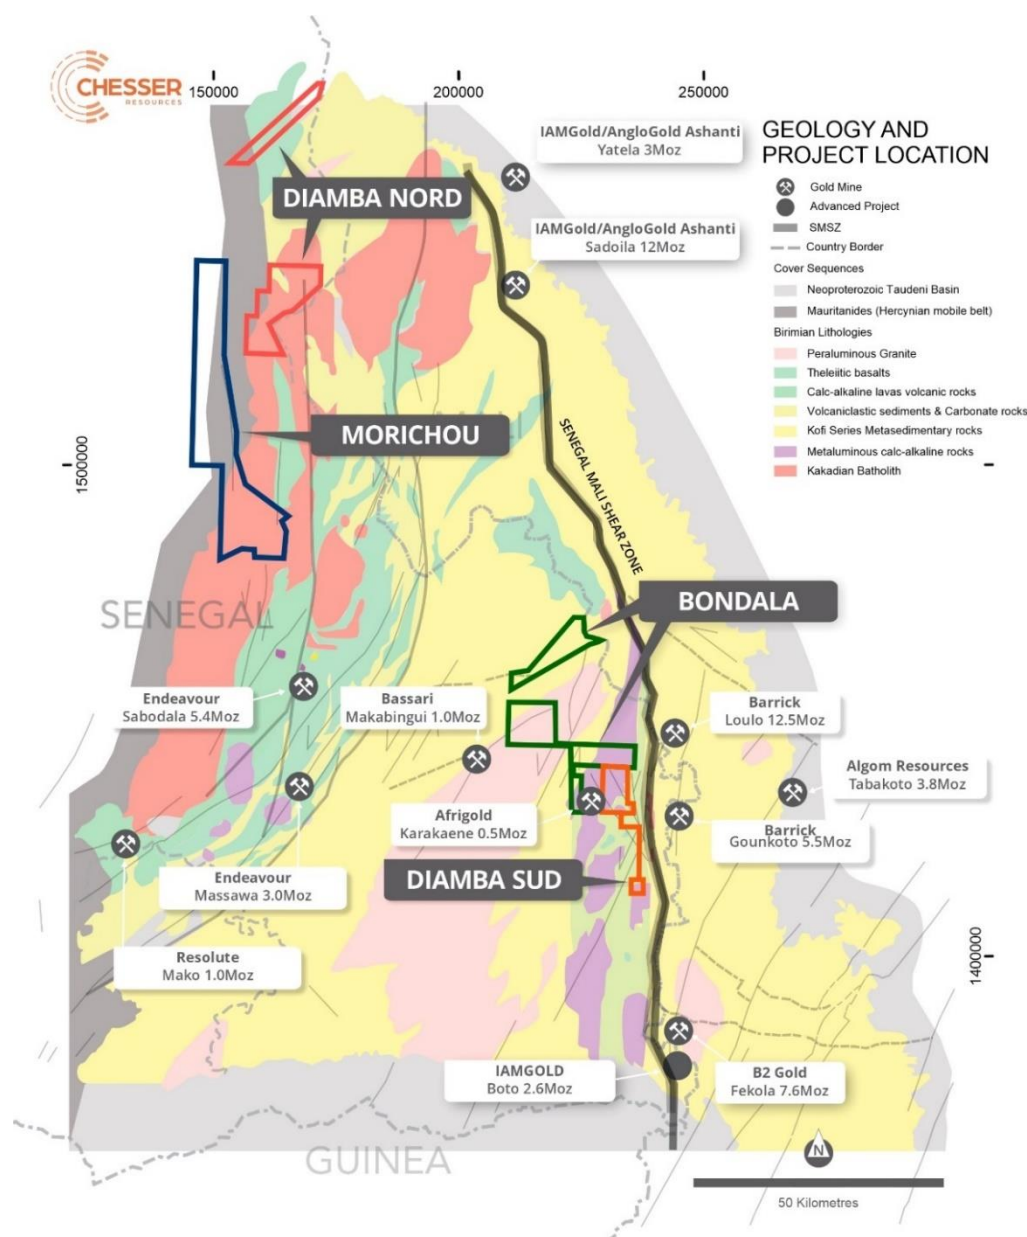 CHESSER
RESOURCES
150000
200000
250000
IAMGold/AngloGold Ashanti
Yatela 3Moz
GEOLOGY AND
PROJECT LOCATION
Gold Mine
Advanced Project
SMSZ
Country Border
Cover Sequences
Neoproterozoic Taudeni Basin
Mauritanides (Hercynian mobile belt)
Birimian Lithologies
Peraluminous Granite
Theleiitic basalts
Calc-alkaline lavas volcanic rocks
Volcaniclastic sediments & Carbonate rocks
Kofi Series Metasedimentary rocks
Metaluminous calc-alkaline rocks
Kakadian Batholith
DIAMBA NORD
IAMGold/AngloGold Ashanti
Sadoila 12Moz
MORICHOU
1500000
SENEGAL MALI SHEAR ZONE
SENEGAL
BONDALA
Endeavour
Sabodala 5.4Moz
Bassari
Makabingui 1.0Moz
Barrick
Loulo 12.5Moz
Algom Resources
Tabakoto 3.8Moz
Afrigold
Karakaene 0.5Moz
Barrick
Gounkoto 5.5Moz
DIAMBA SUD
Endeavour
Massawa 3.0Moz
Resolute
Mako 1.0Moz
1400000
IAMGOLD
Boto 2.6Moz
B2 Gold
Fekola 7.6Moz
GUINEA
N
50 Kilometres